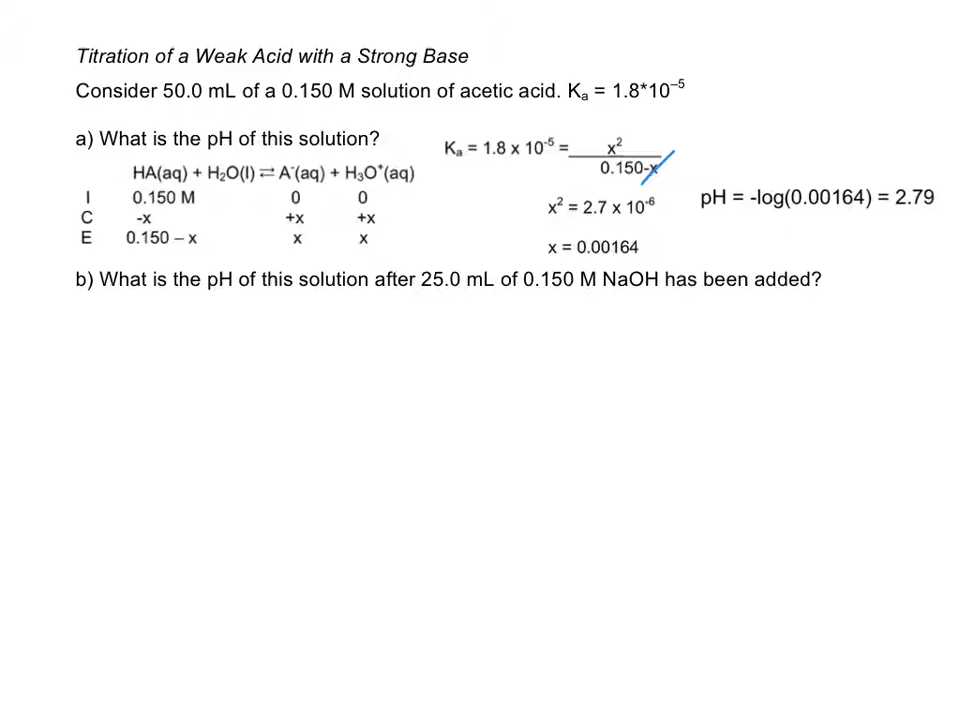 Titration of a Weak Acid with a Strong Base
Consider 50.0 mL of a 0.150 M solution of acetic acid. Kₐ = 1.8*10⁻⁵
a) What is the pH of this solution?
HA(aq) + H₂O(l) ⇌ A⁻(aq) + H₃O⁺(aq)
I 0.150 M 0 0
C -x +x +x
E 0.150 – x x x
Kₐ = 1.8 x 10⁻⁵ = x²
0.150-x
x² = 2.7 x 10⁻⁶
x = 0.00164
pH = -log(0.00164) = 2.79
b) What is the pH of this solution after 25.0 mL of 0.150 M NaOH has been added?